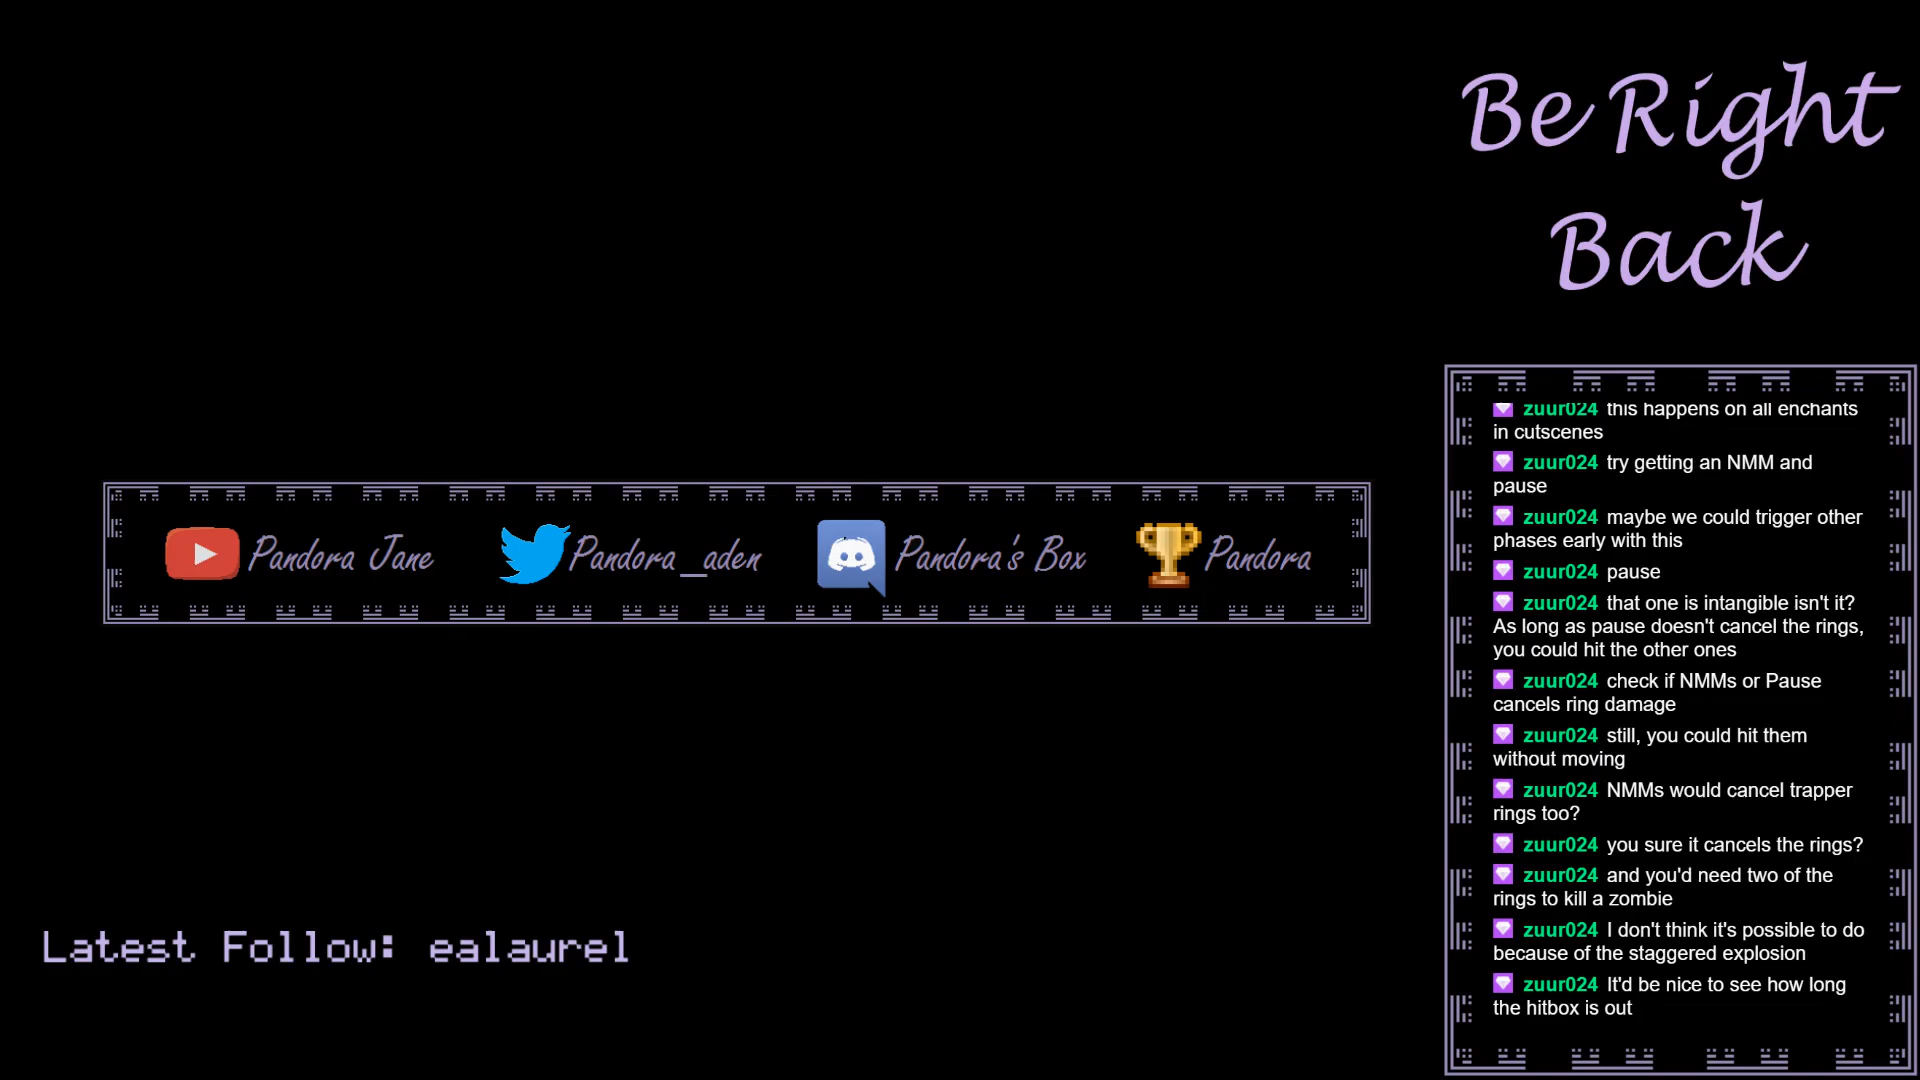 Be Right
Back
Pandora Jane
Pandora_aden
Pandora's Box
Pandora
Latest Follow: ealaurel
zuur024 this happens on all enchants
in cutscenes
zuur024 try getting an NMM and
pause
zuur024 maybe we could trigger other
phases early with this
zuur024 pause
zuur024 that one is intangible isn't it?
As long as pause doesn't cancel the rings,
you could hit the other ones
zuur024 check if NMMs or Pause
cancels ring damage
zuur024 still, you could hit them
without moving
zuur024 NMMs would cancel trapper
rings too?
zuur024 you sure it cancels the rings?
zuur024 and you'd need two of the
rings to kill a zombie
zuur024 I don't think it's possible to do
because of the staggered explosion
zuur024 It'd be nice to see how long
the hitbox is out